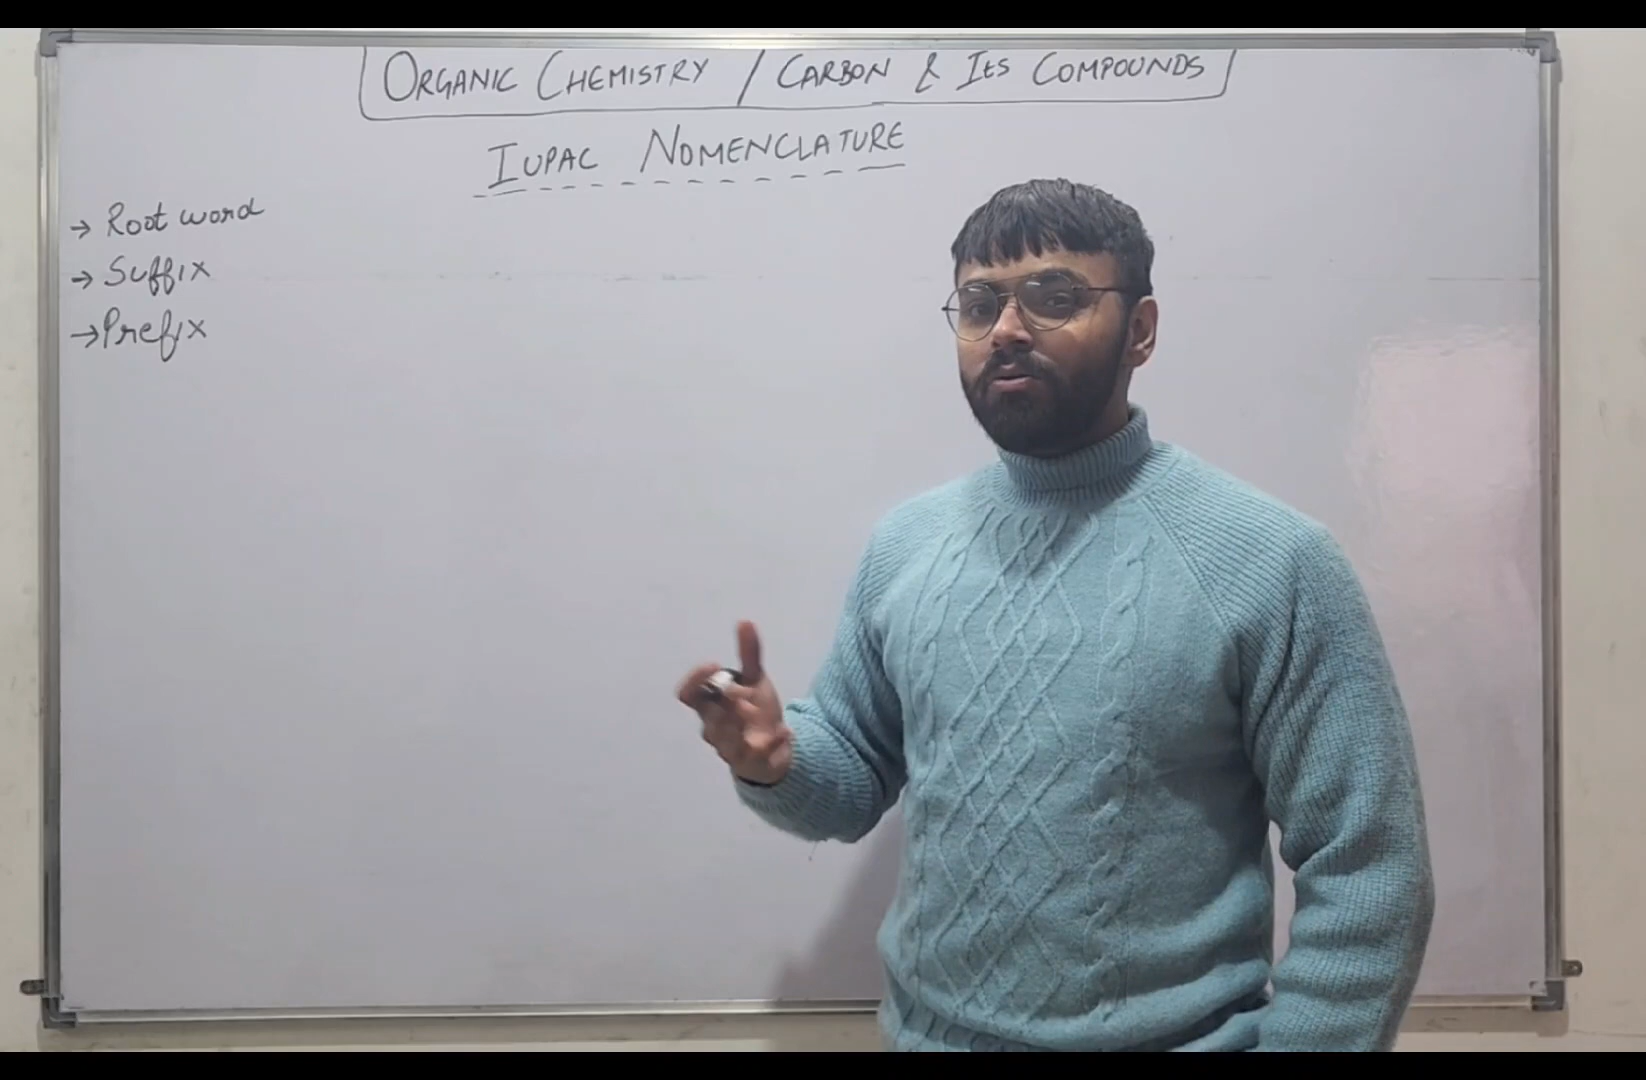 ORGANIC CHEMISTRY / CARBON & ITS COMPOUNDS
IUPAC NOMENCLATURE
→ Root word
→ Suffix
→ Prefix